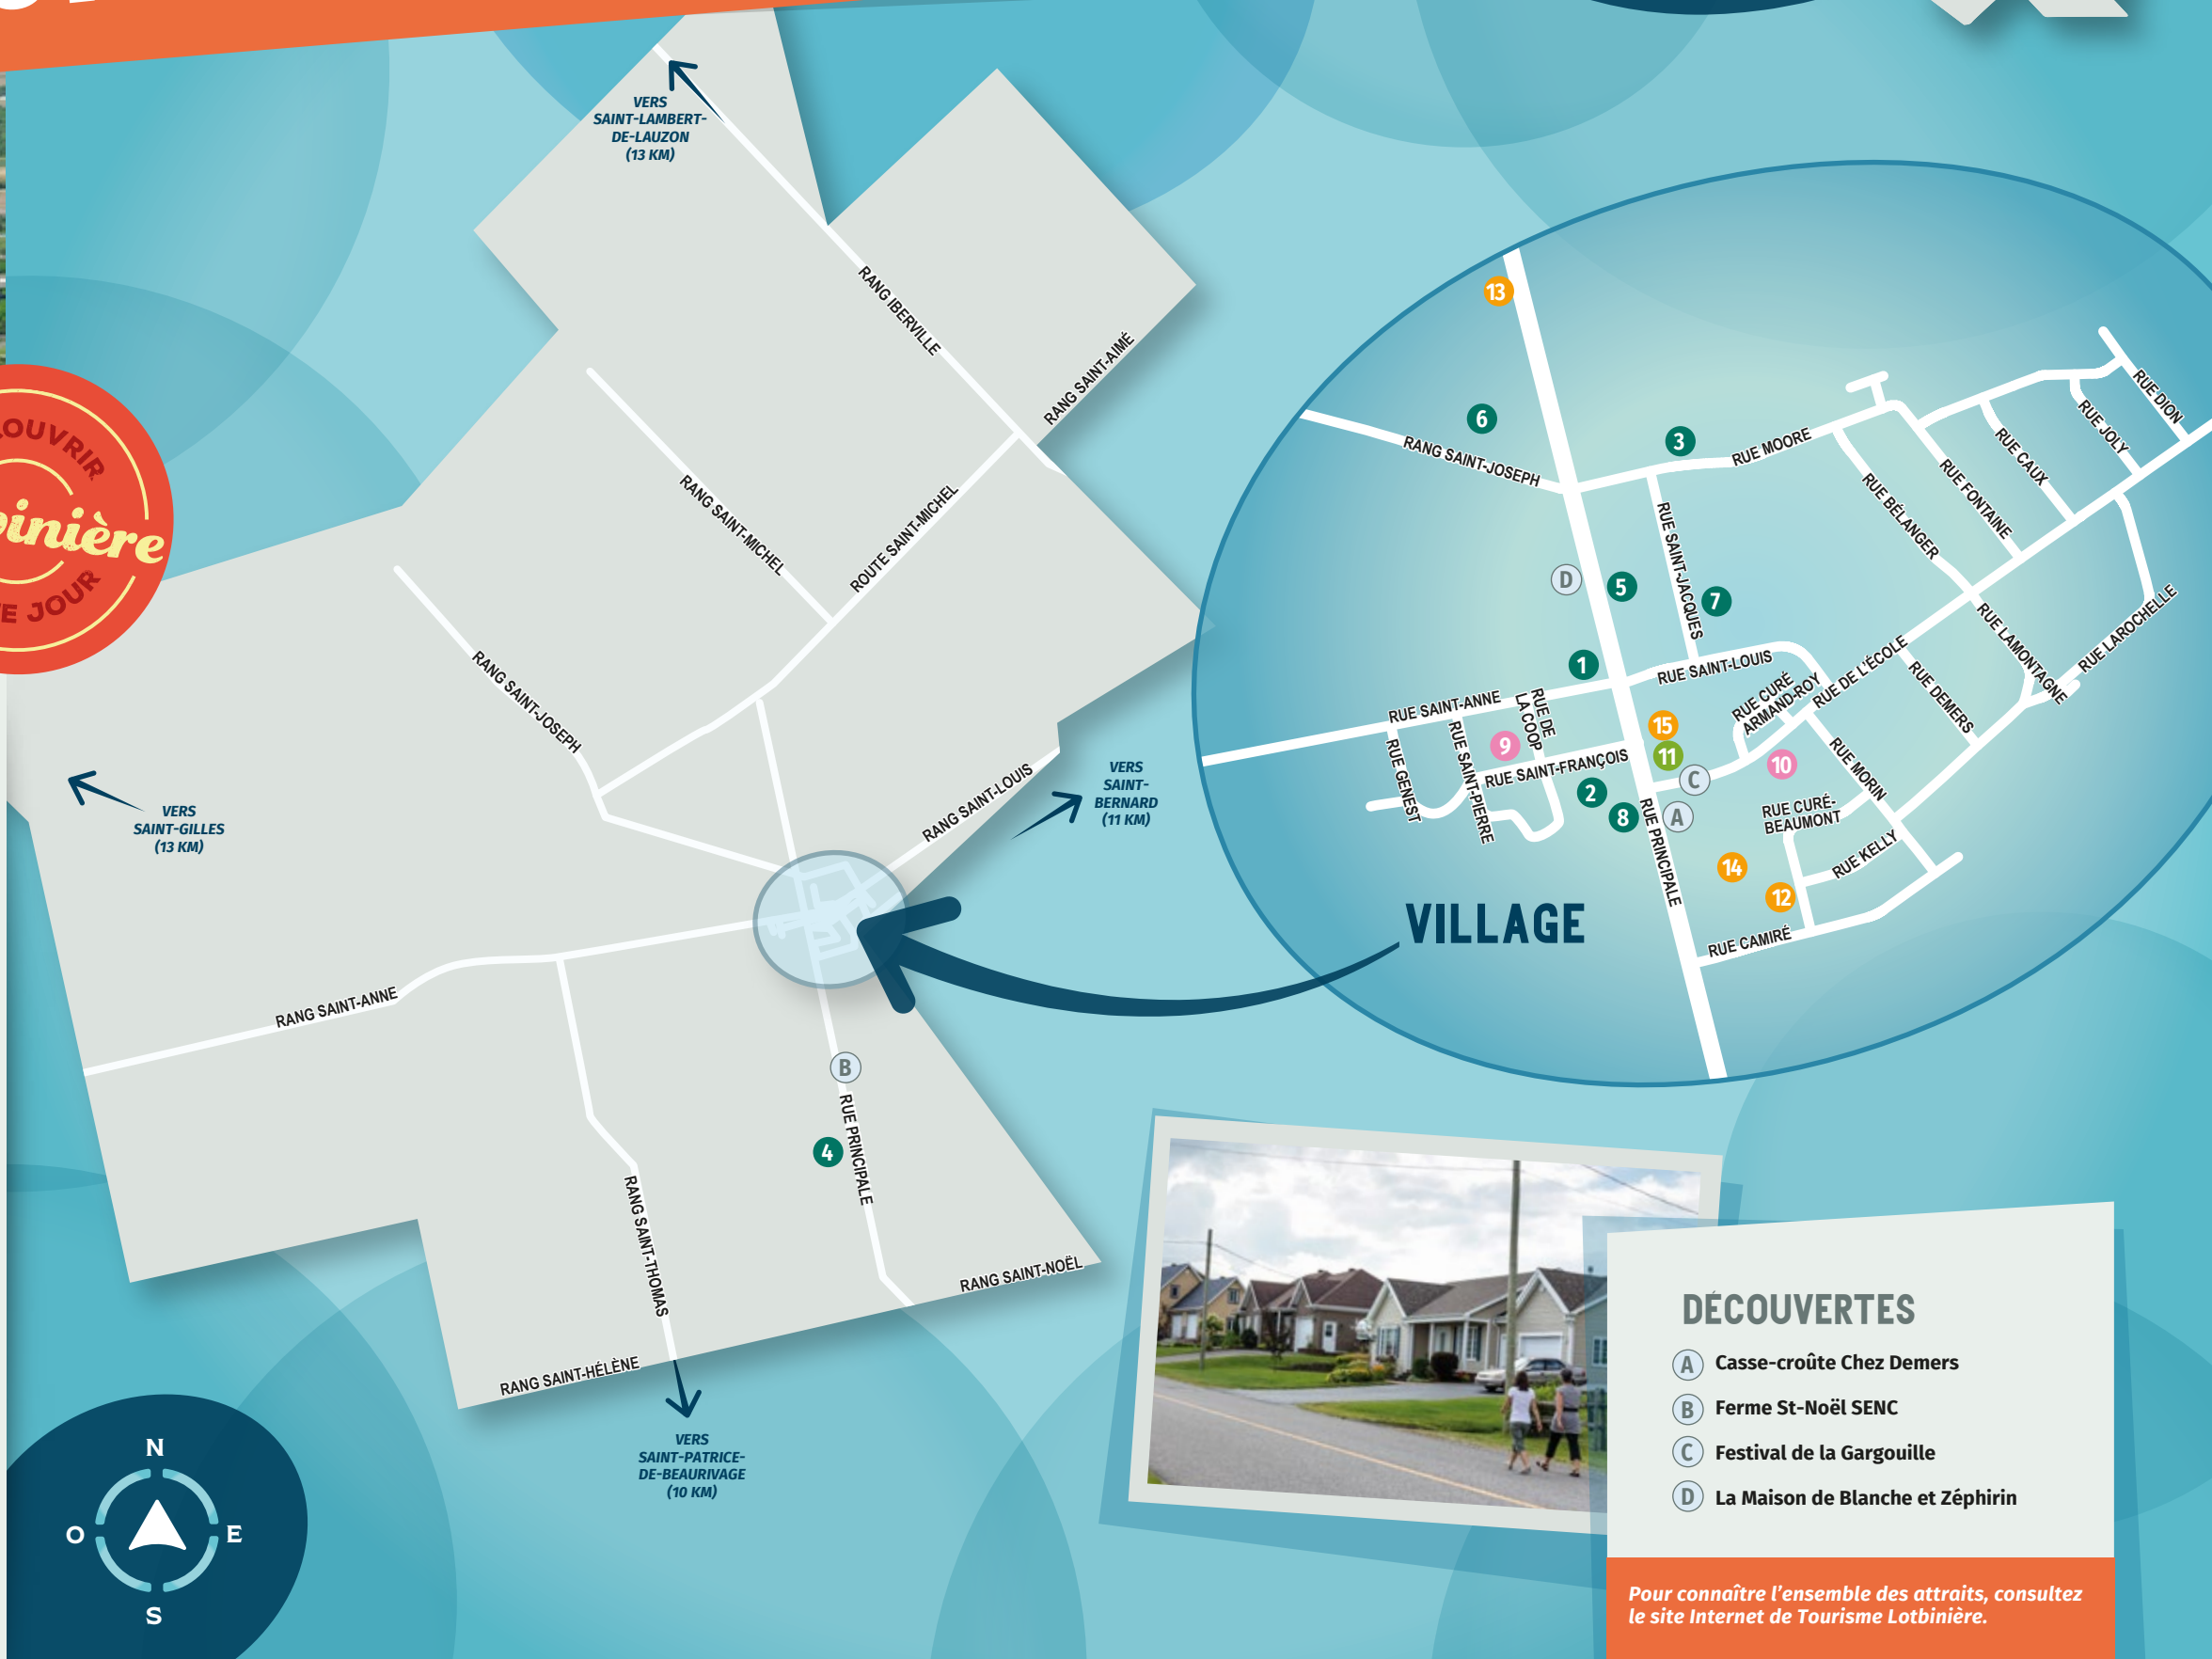 VERS
SAINT-LAMBERT-
DE-LAUZON
(13 KM)
RANG IBERVILLE
RANG SAINT-AIMÉ
RANG SAINT-MICHEL
ROUTE SAINT-MICHEL
RANG SAINT-JOSEPH
RANG SAINT-LOUIS
VERS
SAINT-
BERNARD
(11 KM)
VERS
SAINT-GILLES
(13 KM)
RANG SAINT-ANNE
B
RUE PRINCIPALE
4
RANG SAINT-THOMAS
RANG SAINT-NOËL
RANG SAINT-HÉLÈNE
VERS
SAINT-PATRICE-
DE-BEAURIVAGE
(10 KM)
N
O
E
S
JOUR
13
6
RANG SAINT-JOSEPH
3
RUE MOORE
RUE DION
RUE JOLY
RUE CAUX
RUE FONTAINE
RUE BÉLANGER
RUE SAINT-JACQUES
D
5
7
1
RUE SAINT-LOUIS
RUE LAMONTAGNE
RUE LAROCHELLE
RUE DE L'ÉCOLE
RUE DEMERS
RUE CURÉ
ARMAND-ROY
RUE SAINT-ANNE
RUE DE
LA COOP
15
9
11
RUE GENEST
RUE SAINT-PIERRE
RUE SAINT-FRANÇOIS
C
10
RUE MORIN
2
8
A
RUE CURÉ-
BEAUMONT
RUE PRINCIPALE
RUE KELLY
14
12
RUE CAMIRÉ
VILLAGE
DÉCOUVERTES
A Casse-croûte Chez Demers
B Ferme St-Noël SENC
C Festival de la Gargouille
D La Maison de Blanche et Zéphirin
Pour connaître l'ensemble des attraits, consultez
le site Internet de Tourisme Lotbinière.